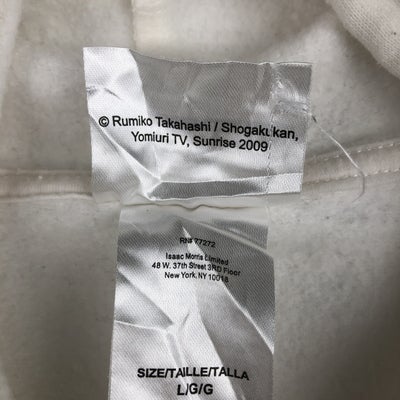 © Rumiko Takahashi / Shogakukan,
Yomiuri TV, Sunrise 2009
RN# 77272
Isaac Morris Limited
48 W. 37th Street 3RD Floor
New York, NY 10018
SIZE/TAILLE/TALLA
L/G/G